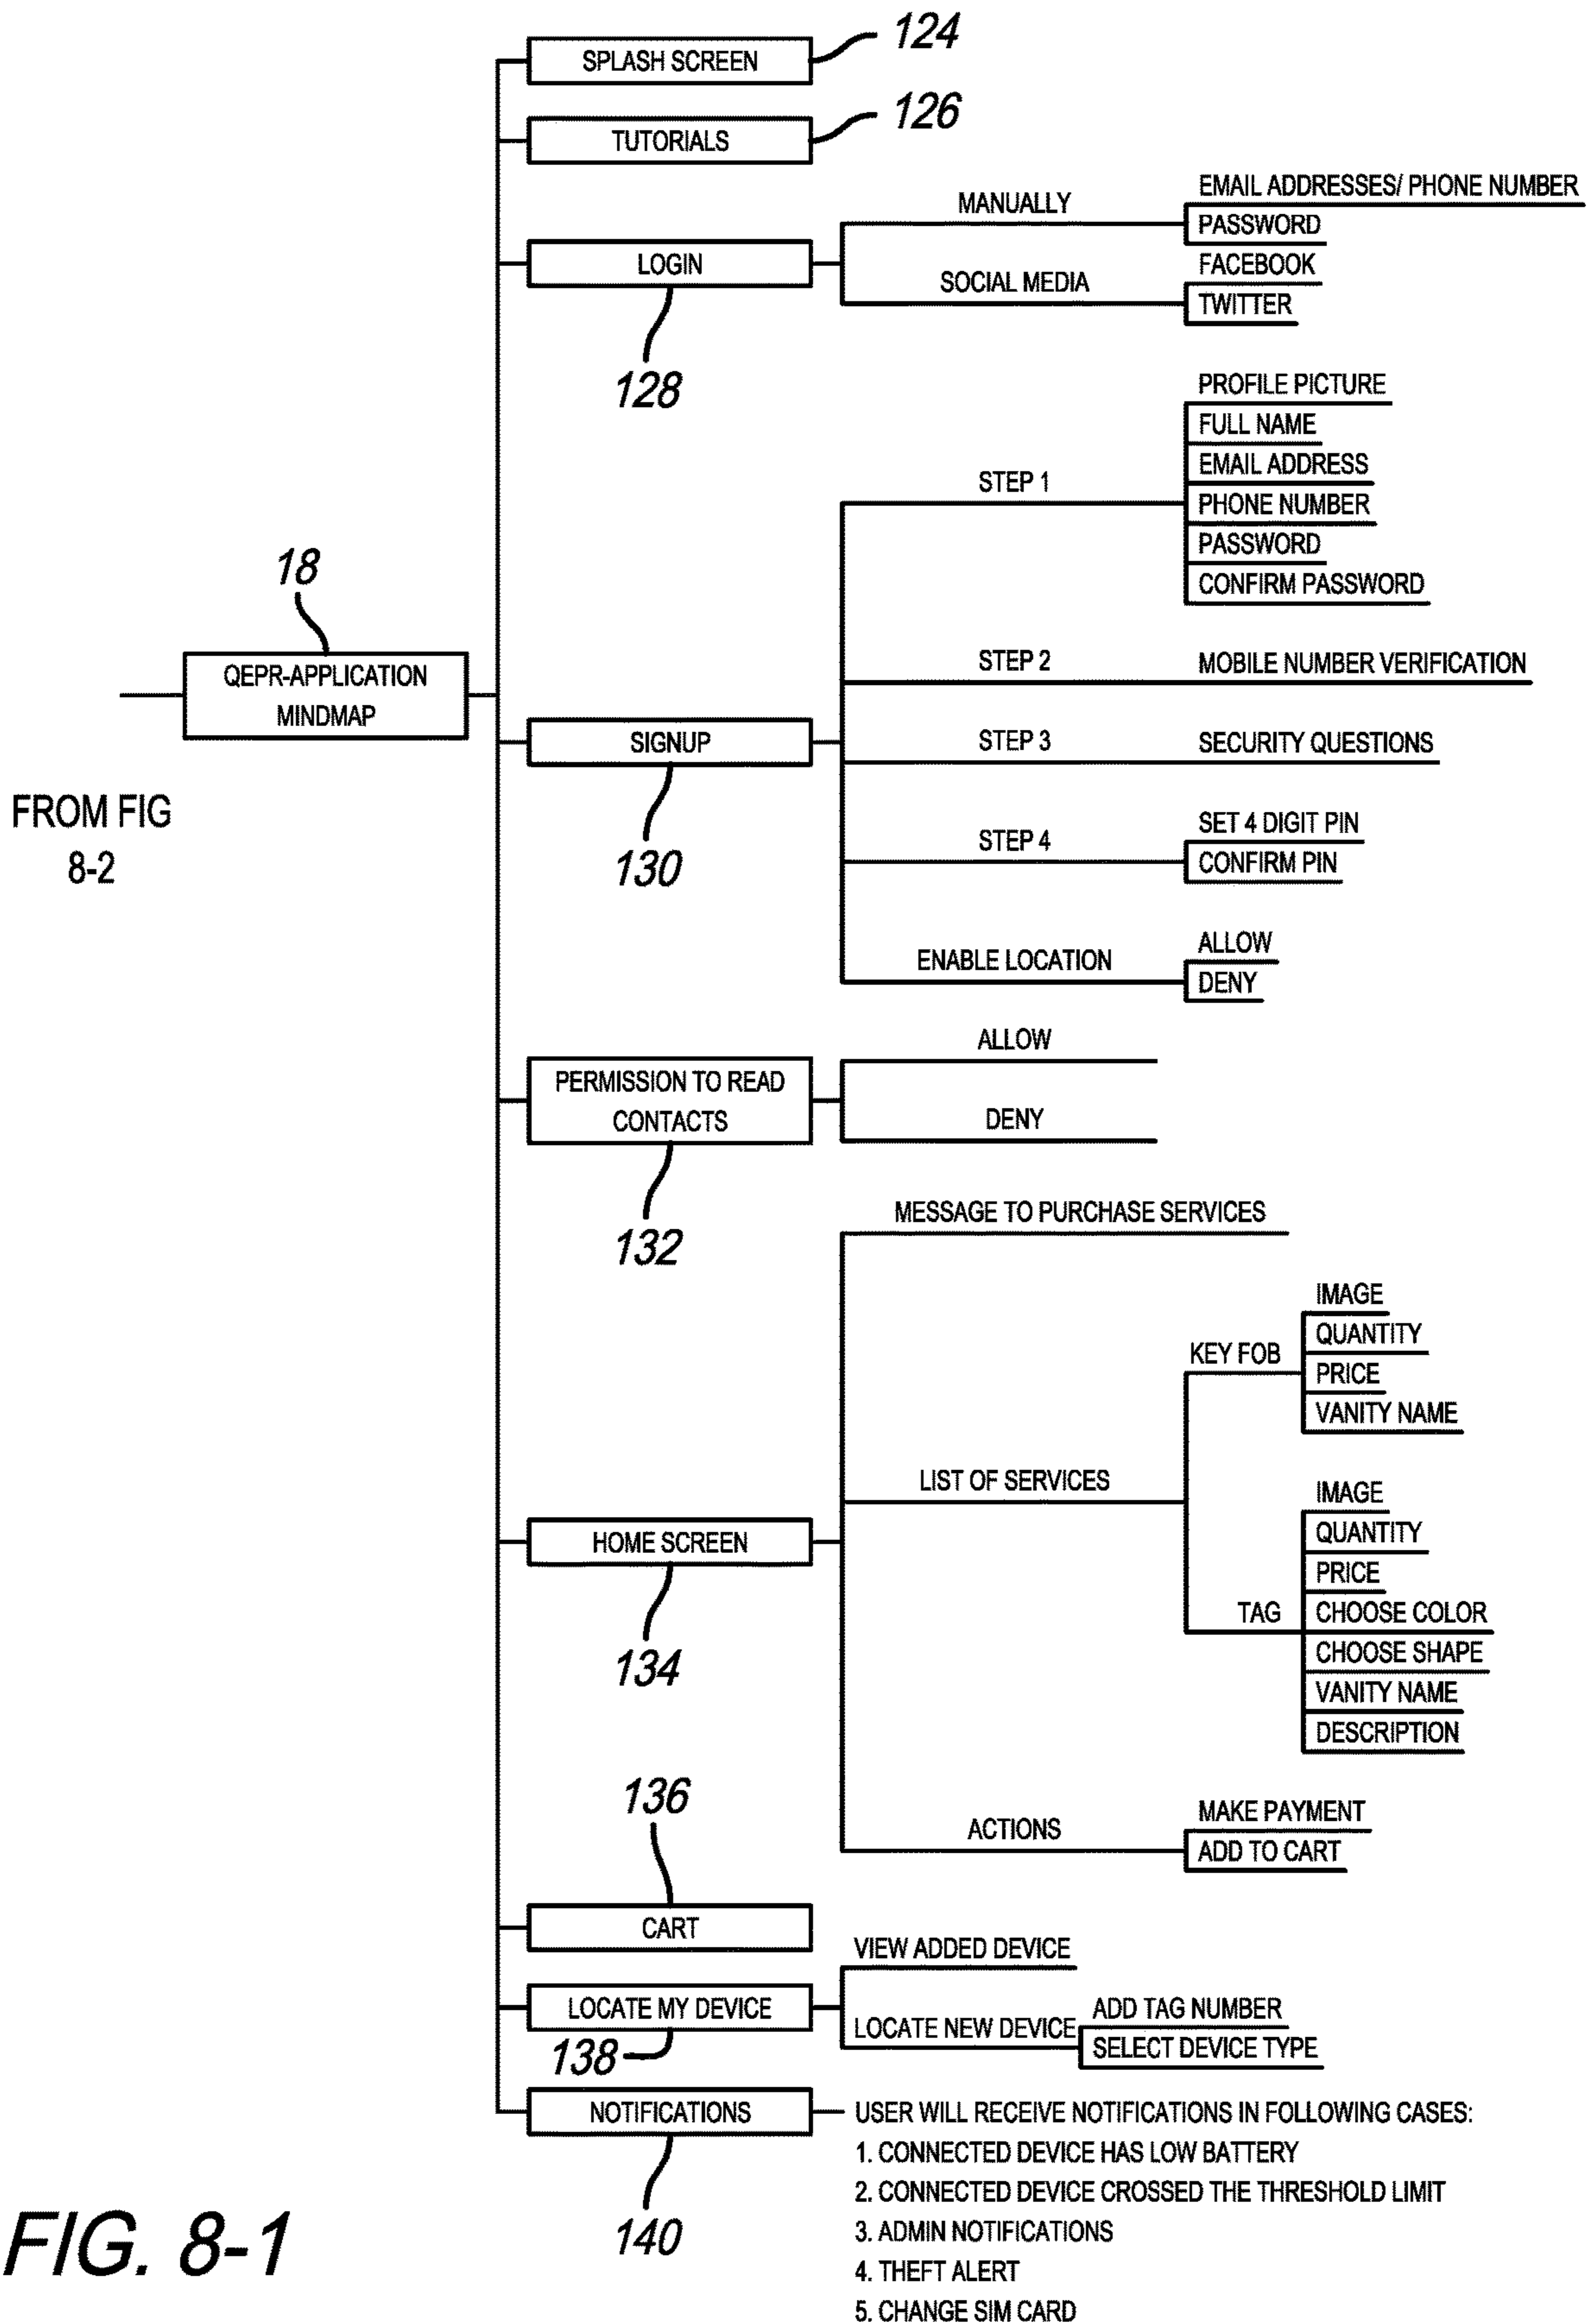 124
SPLASH SCREEN
126
TUTORIALS
EMAIL ADDRESSES/ PHONE NUMBER
MANUALLY
PASSWORD
LOGIN
FACEBOOK
SOCIAL MEDIA
TWITTER
128
PROFILE PICTURE
FULL NAME
EMAIL ADDRESS
STEP 1
PHONE NUMBER
PASSWORD
CONFIRM PASSWORD
18
QEPR-APPLICATION
MINDMAP
STEP 2
MOBILE NUMBER VERIFICATION
SIGNUP
STEP 3
SECURITY QUESTIONS
FROM FIG
8-2
130
SET 4 DIGIT PIN
STEP 4
CONFIRM PIN
ALLOW
ENABLE LOCATION
DENY
ALLOW
PERMISSION TO READ
CONTACTS
DENY
132
MESSAGE TO PURCHASE SERVICES
IMAGE
QUANTITY
KEY FOB
PRICE
VANITY NAME
LIST OF SERVICES
IMAGE
QUANTITY
HOME SCREEN
PRICE
TAG
CHOOSE COLOR
CHOOSE SHAPE
134
VANITY NAME
DESCRIPTION
136
MAKE PAYMENT
ACTIONS
ADD TO CART
CART
VIEW ADDED DEVICE
LOCATE MY DEVICE
ADD TAG NUMBER
LOCATE NEW DEVICE
SELECT DEVICE TYPE
138
NOTIFICATIONS
USER WILL RECEIVE NOTIFICATIONS IN FOLLOWING CASES:
1. CONNECTED DEVICE HAS LOW BATTERY
2. CONNECTED DEVICE CROSSED THE THRESHOLD LIMIT
3. ADMIN NOTIFICATIONS
4. THEFT ALERT
5. CHANGE SIM CARD
140
FIG. 8-1